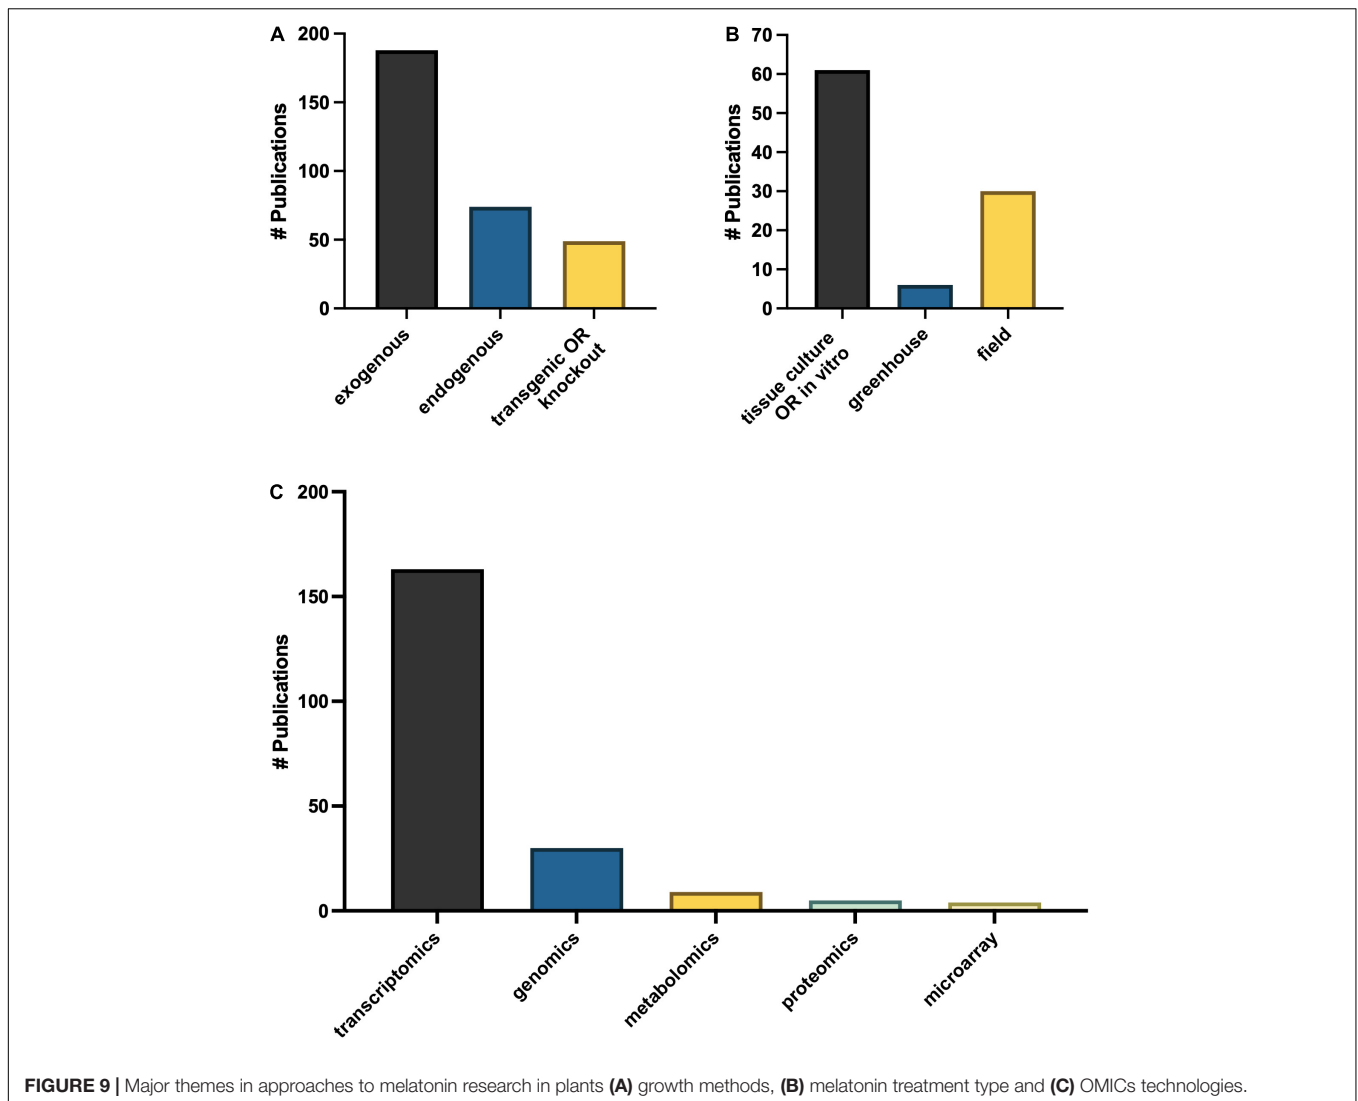 A
# Publications
200
150
100
50
0
exogenous
endogenous
transgenic OR
knockout
B
# Publications
70
60
50
40
30
20
10
0
tissue culture
OR in vitro
greenhouse
field
C
# Publications
200
150
100
50
0
transcriptomics
genomics
metabolomics
proteomics
microarray
FIGURE 9 | Major themes in approaches to melatonin research in plants (A) growth methods, (B) melatonin treatment type and (C) OMICs technologies.